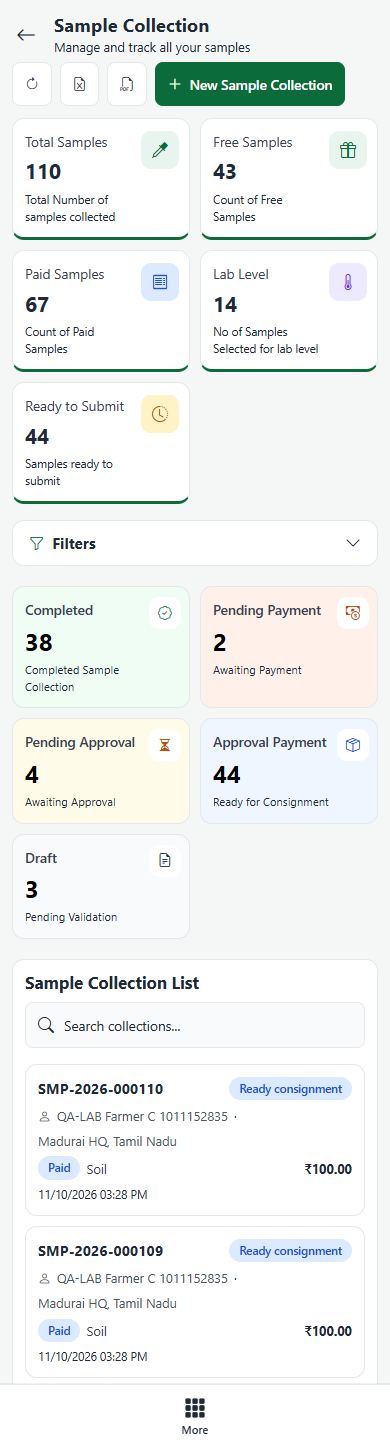 Sample Collection
Manage and track all your samples
PDF
+ New Sample Collection
Total Samples
110
Total Number of
samples collected
Free Samples
43
Count of Free
Samples
Paid Samples
67
Count of Paid
Samples
Lab Level
14
No of Samples
Selected for lab level
Ready to Submit
44
Samples ready to
submit
Filters
Completed
38
Completed Sample
Collection
Pending Payment
2
Awaiting Payment
Pending Approval
4
Awaiting Approval
Approval Payment
44
Ready for Consignment
Draft
3
Pending Validation
Sample Collection List
Search collections...
SMP-2026-000110
Ready consignment
QA-LAB Farmer C 1011152835 ·
Madurai HQ, Tamil Nadu
Paid Soil
₹100.00
11/10/2026 03:28 PM
SMP-2026-000109
Ready consignment
QA-LAB Farmer C 1011152835 ·
Madurai HQ, Tamil Nadu
Paid Soil
₹100.00
11/10/2026 03:28 PM
More